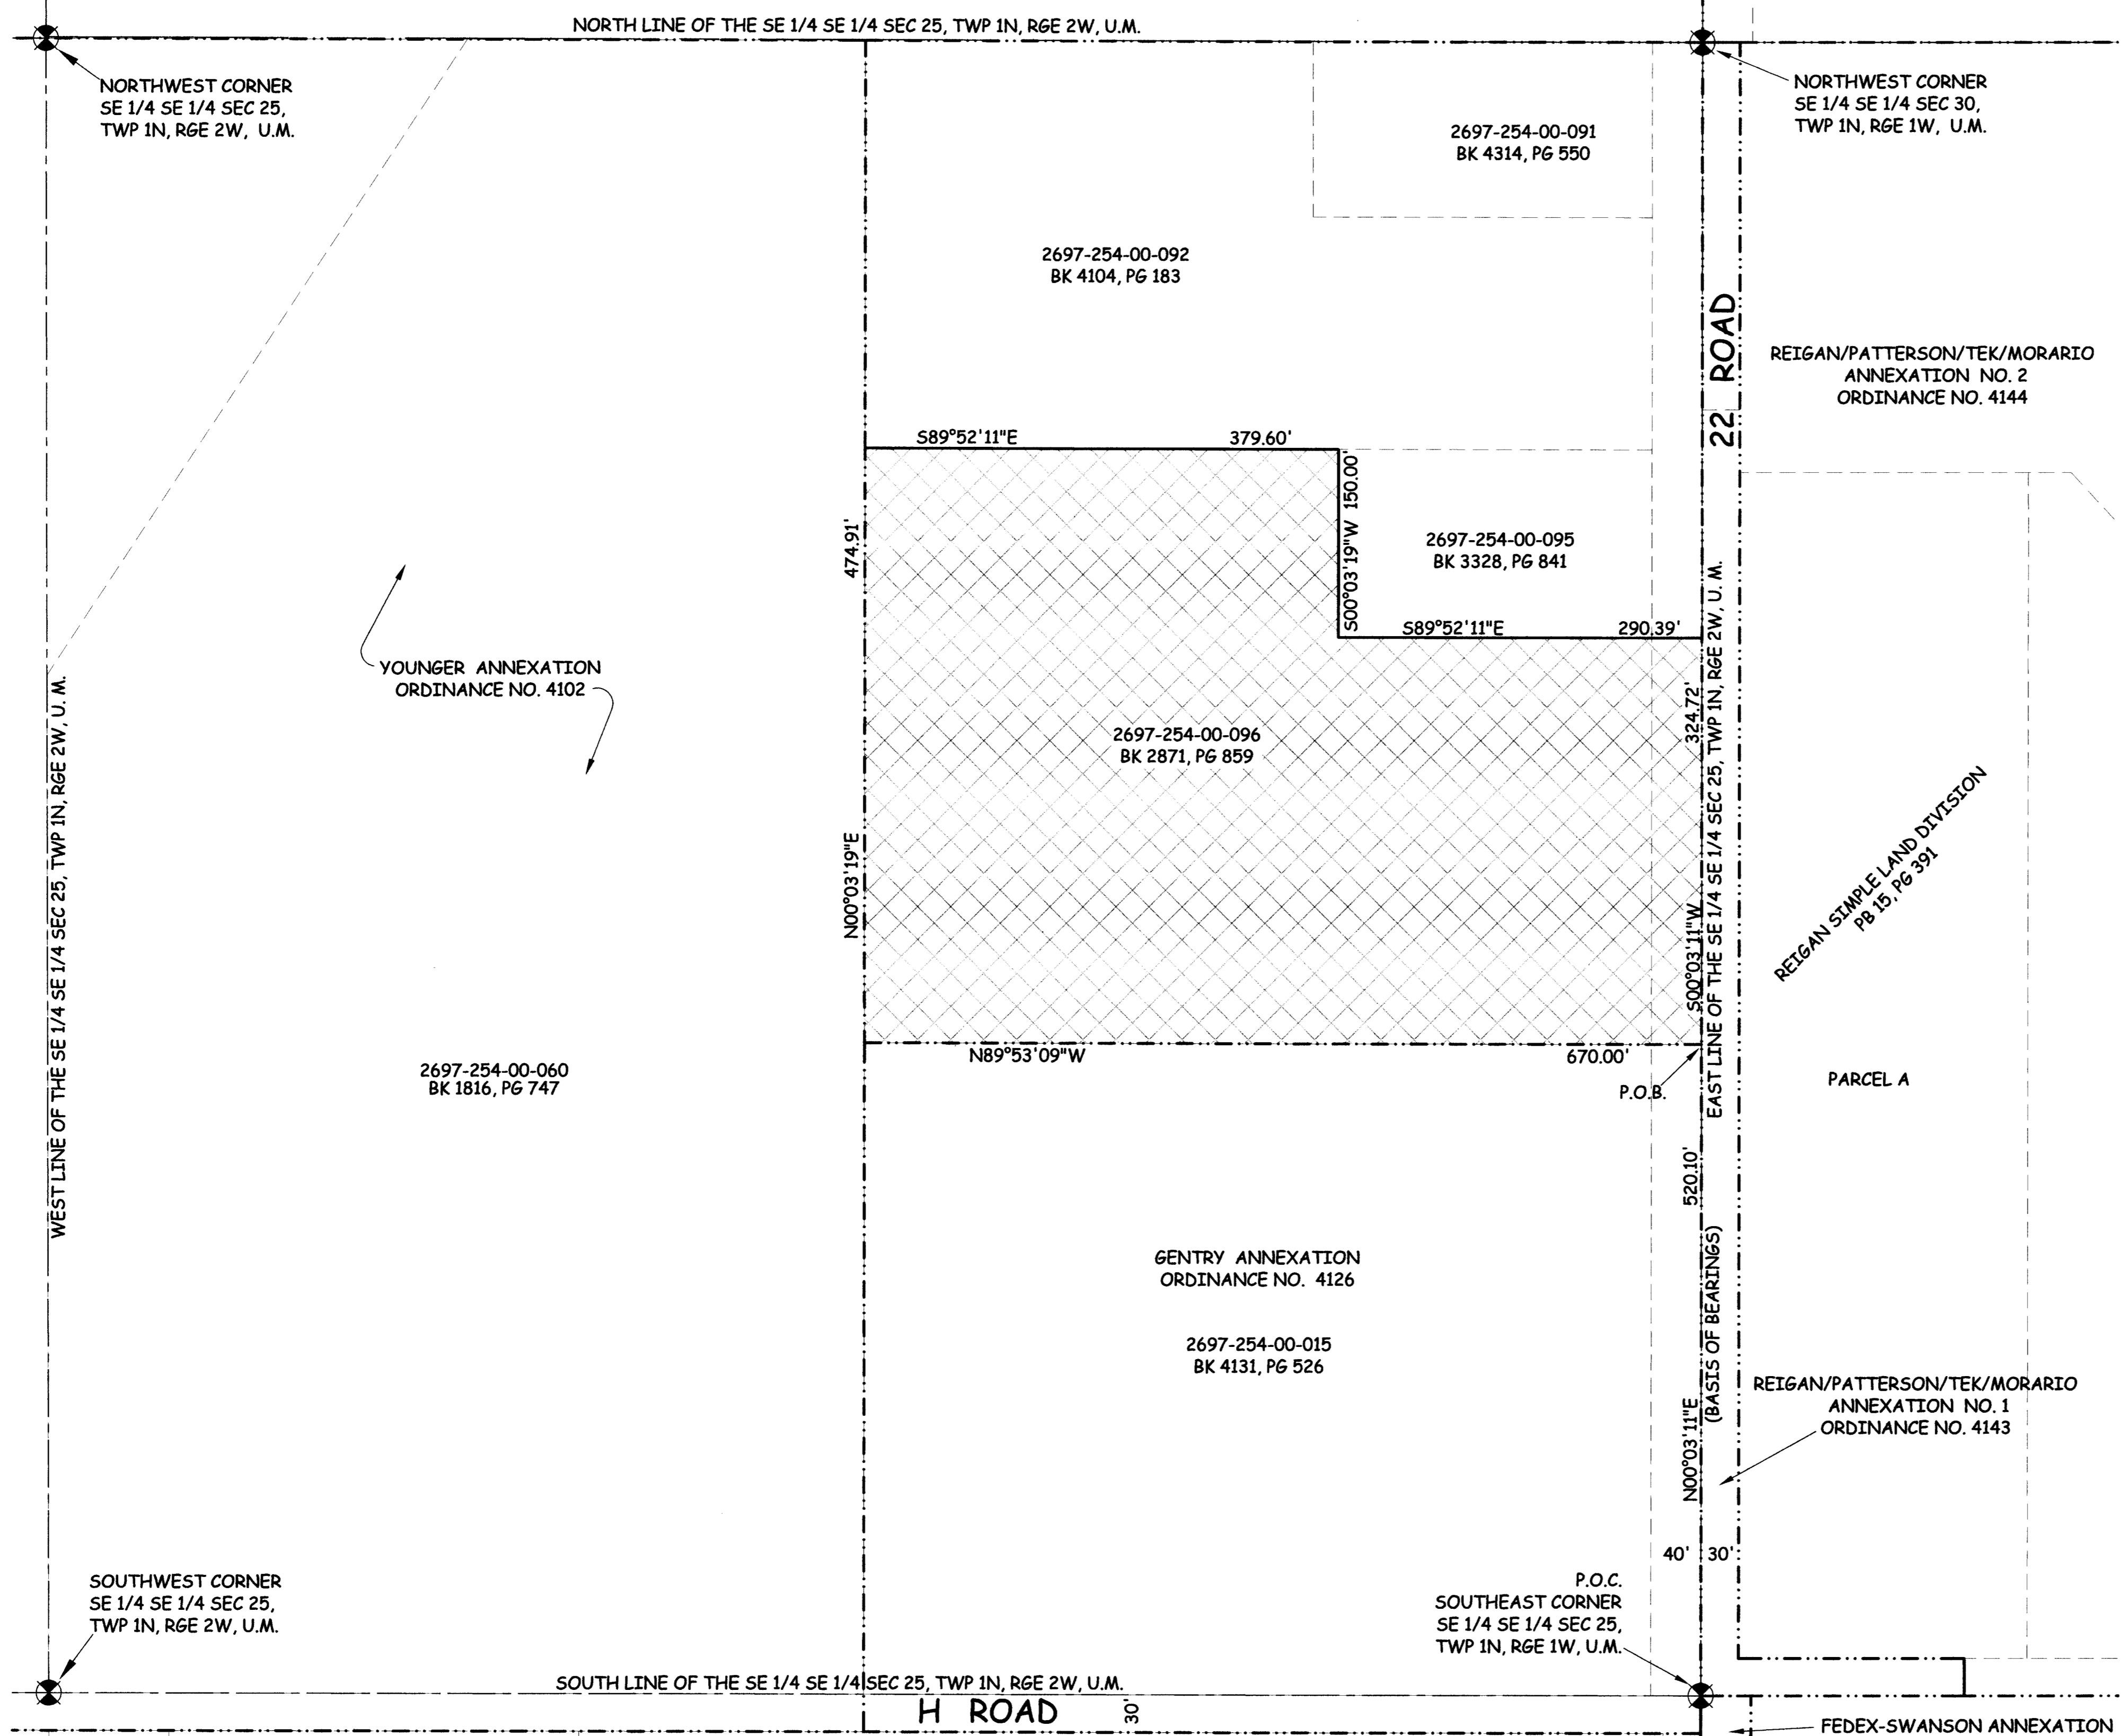 NORTH LINE OF THE SE 1/4 SE 1/4 SEC 25, TWP 1N, RGE 2W, U.M.
NORTHWEST CORNER
SE 1/4 SE 1/4 SEC 25,
TWP 1N, RGE 2W, U.M.
NORTHWEST CORNER
SE 1/4 SE 1/4 SEC 30,
TWP 1N, RGE 1W, U.M.
2697-254-00-091
BK 4314, PG 550
2697-254-00-092
BK 4104, PG 183
22 ROAD
REIGAN/PATTERSON/TEK/MORARIO
ANNEXATION NO. 2
ORDINANCE NO. 4144
S89°52'11"E 379.60'
S00°03'19"W 150.00'
2697-254-00-095
BK 3328, PG 841
S89°52'11"E 290.39'
N00°03'19"E 474.91'
YOUNGER ANNEXATION
ORDINANCE NO. 4102
WEST LINE OF THE SE 1/4 SE 1/4 SEC 25, TWP 1N, RGE 2W, U. M.
2697-254-00-096
BK 2871, PG 859
S00°03'11"W 324.72'
EAST LINE OF THE SE 1/4 SE 1/4 SEC 25, TWP 1N, RGE 2W, U. M.
REIGAN SIMPLE LAND DIVISION
PB 15, PG 391
N89°53'09"W 670.00'
P.O.B.
PARCEL A
2697-254-00-060
BK 1816, PG 747
N00°03'11"E 520.10'
(BASIS OF BEARINGS)
GENTRY ANNEXATION
ORDINANCE NO. 4126
2697-254-00-015
BK 4131, PG 526
REIGAN/PATTERSON/TEK/MORARIO
ANNEXATION NO. 1
ORDINANCE NO. 4143
40' 30'
SOUTHWEST CORNER
SE 1/4 SE 1/4 SEC 25,
TWP 1N, RGE 2W, U.M.
P.O.C.
SOUTHEAST CORNER
SE 1/4 SE 1/4 SEC 25,
TWP 1N, RGE 1W, U.M.
SOUTH LINE OF THE SE 1/4 SE 1/4 SEC 25, TWP 1N, RGE 2W, U.M.
H ROAD
30'
FEDEX-SWANSON ANNEXATION